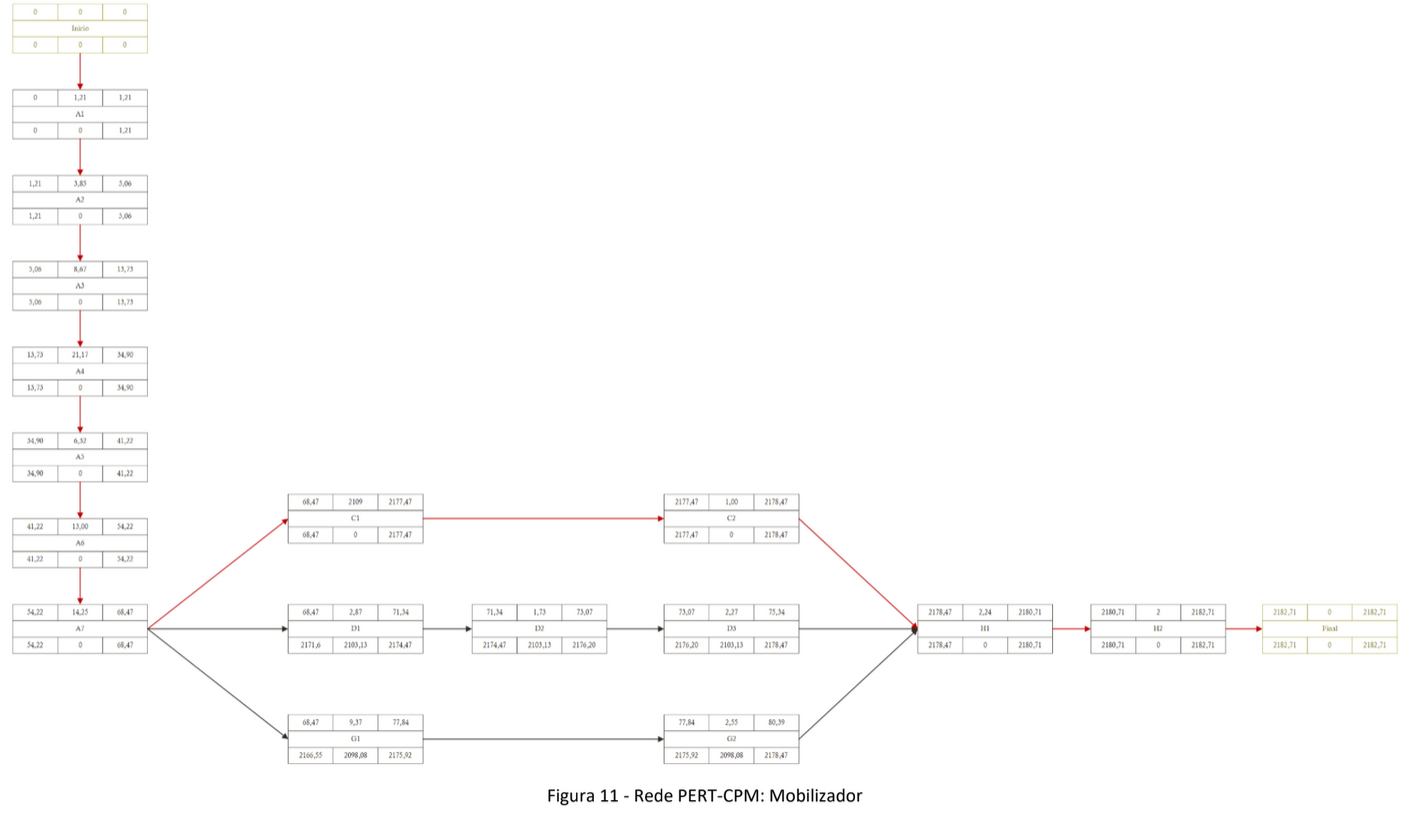 0 0 0
Início
0 0 0
0 1,21 1,21
A1
0 0 1,21
1,21 3,85 5,06
A2
1,21 0 5,06
5,06 8,67 13,73
A3
5,06 0 13,73
13,73 21,17 34,90
A4
13,73 0 34,90
34,90 6,32 41,22
A5
34,90 0 41,22
41,22 13,00 54,22
A6
41,22 0 54,22
54,22 14,25 68,47
A7
54,22 0 68,47
68,47 2109 2177,47
C1
68,47 0 2177,47
2177,47 1,00 2178,47
C2
2177,47 0 2178,47
68,47 2,87 71,34
D1
2171,6 2103,13 2174,47
71,34 1,73 73,07
D2
2174,47 2103,13 2176,20
73,07 2,27 75,34
D3
2176,20 2103,13 2178,47
68,47 9,37 77,84
G1
2166,55 2098,08 2175,92
77,84 2,55 80,39
G2
2175,92 2098,08 2178,47
2178,47 2,24 2180,71
H1
2178,47 0 2180,71
2180,71 2 2182,71
H2
2180,71 0 2182,71
2182,71 0 2182,71
Final
2182,71 0 2182,71
Figura 11 - Rede PERT-CPM: Mobilizador